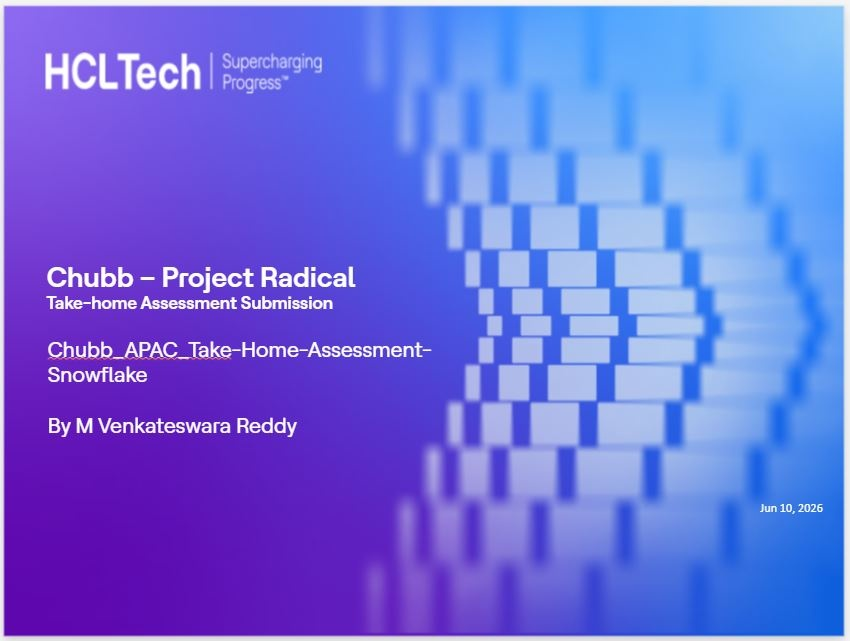 HCLTech
Supercharging
Progress™
Chubb – Project Radical
Take-home Assessment Submission
Chubb_APAC_Take-Home-Assessment-
Snowflake
By M Venkateswara Reddy
Jun 10, 2026